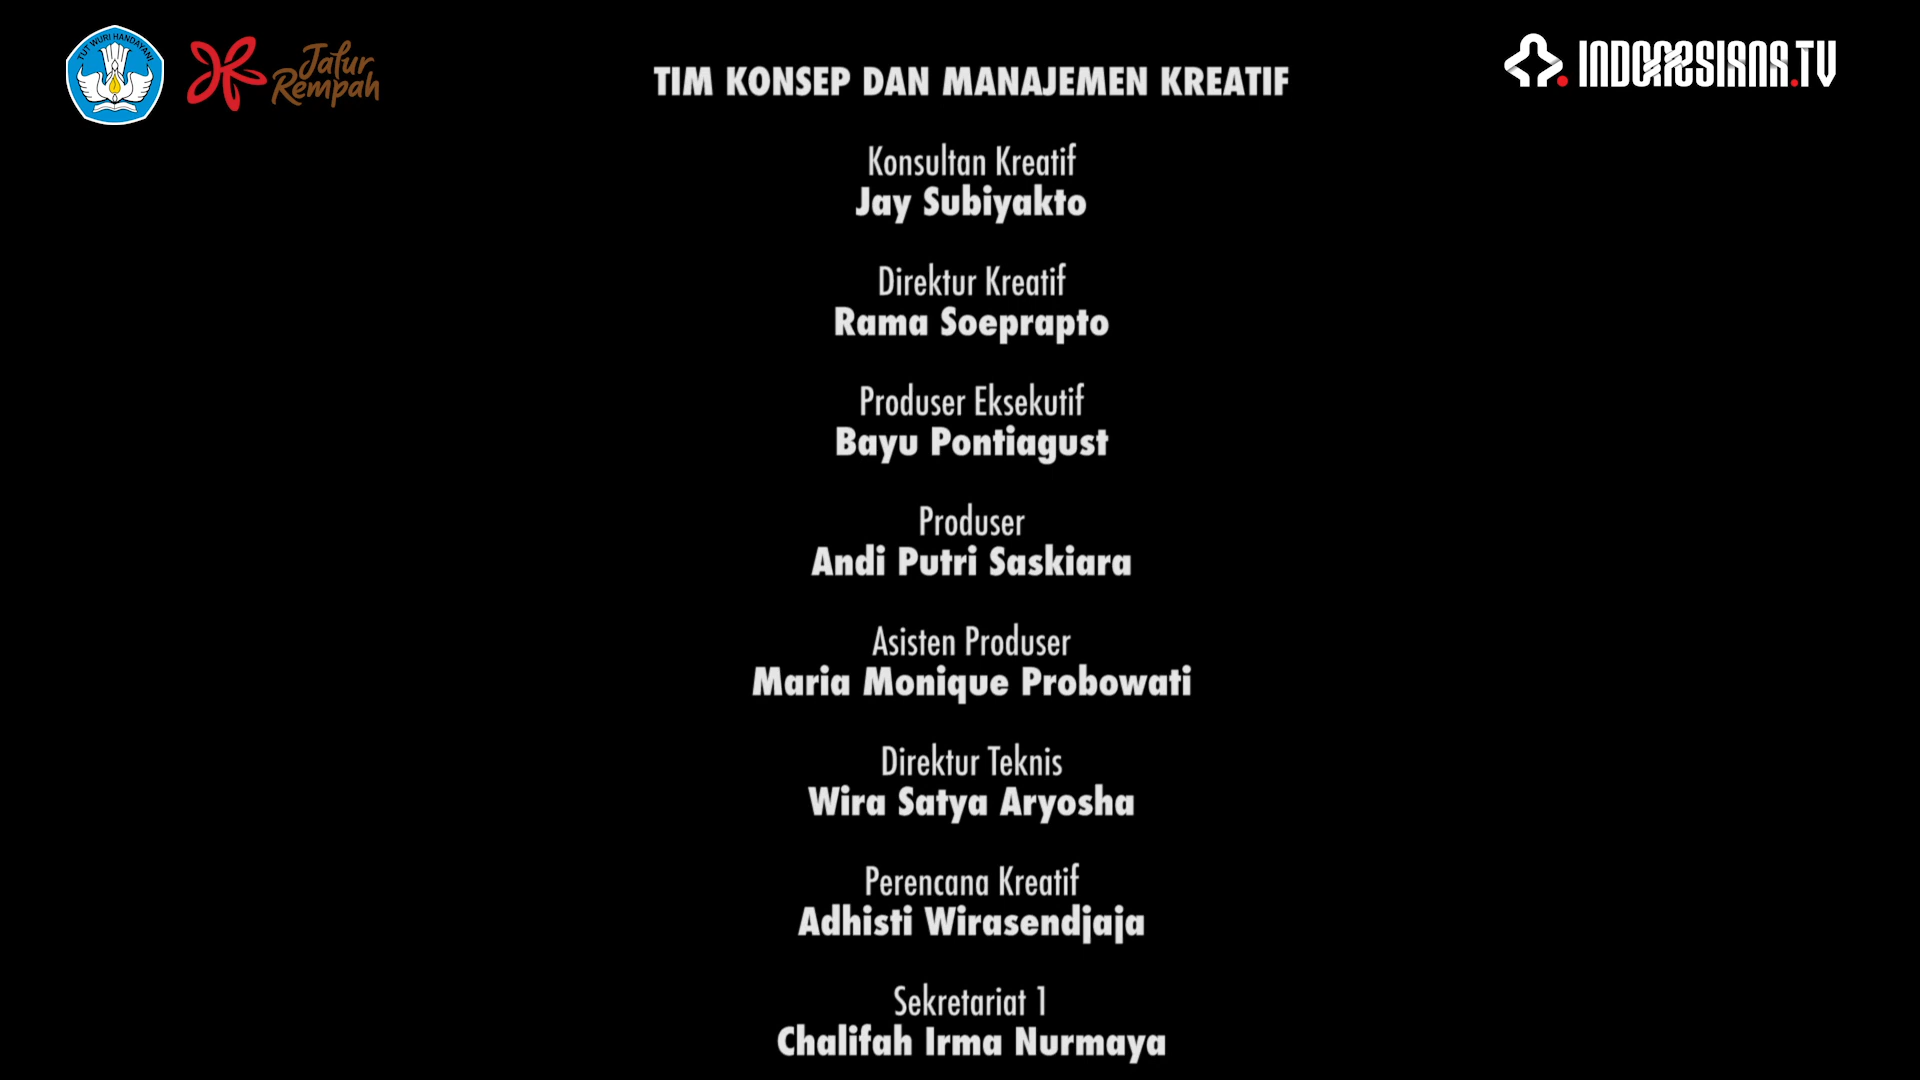 TUT WURI HANDAYANI
Jalur
Rempah
INDONESIANA.TV
TIM KONSEP DAN MANAJEMEN KREATIF
Konsultan Kreatif
Jay Subiyakto
Direktur Kreatif
Rama Soeprapto
Produser Eksekutif
Bayu Pontiagust
Produser
Andi Putri Saskiara
Asisten Produser
Maria Monique Probowati
Direktur Teknis
Wira Satya Aryosha
Perencana Kreatif
Adhisti Wirasendjaja
Sekretariat 1
Chalifah Irma Nurmaya